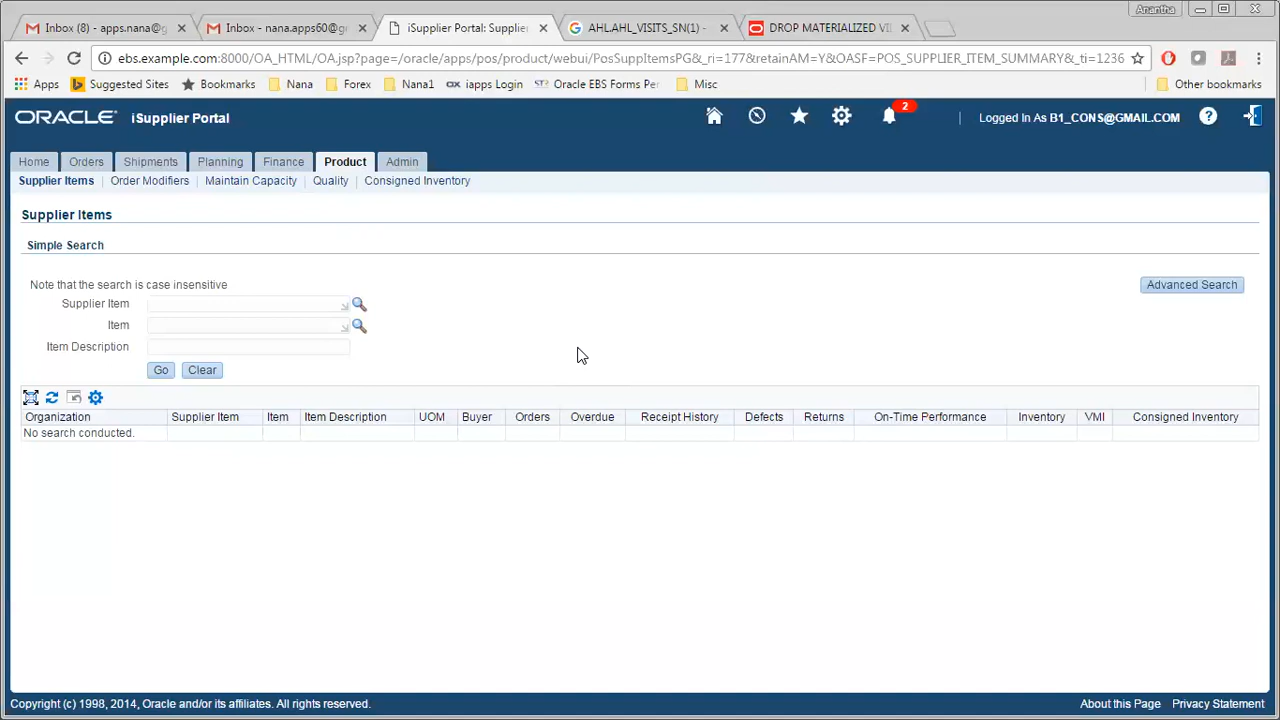 Anantha
Inbox (8) - apps.nana@g
Inbox - nana.apps60@g
iSupplier Portal: Supplier
AHLAHL_VISITS_SN(1) -
DROP MATERIALIZED VI
ebs.example.com:8000/OA_HTML/OA.jsp?page=/oracle/apps/pos/product/webui/PosSuppItemsPG&_ri=177&retainAM=Y&OASF=POS_SUPPLIER_ITEM_SUMMARY&_ti=1236
Apps
Suggested Sites
Bookmarks
Nana
Forex
Nana1
iapps Login
Oracle EBS Forms Per
Misc
Other bookmarks
ORACLE iSupplier Portal
2
Logged In As B1_CONS@GMAIL.COM
Home Orders Shipments Planning Finance Product Admin
Supplier Items | Order Modifiers | Maintain Capacity | Quality | Consigned Inventory
Supplier Items
Simple Search
Note that the search is case insensitive
Advanced Search
Supplier Item
Item
Item Description
Go Clear
Organization Supplier Item Item Item Description UOM Buyer Orders Overdue Receipt History Defects Returns On-Time Performance Inventory VMI Consigned Inventory
No search conducted.
Copyright (c) 1998, 2014, Oracle and/or its affiliates. All rights reserved.
About this Page Privacy Statement